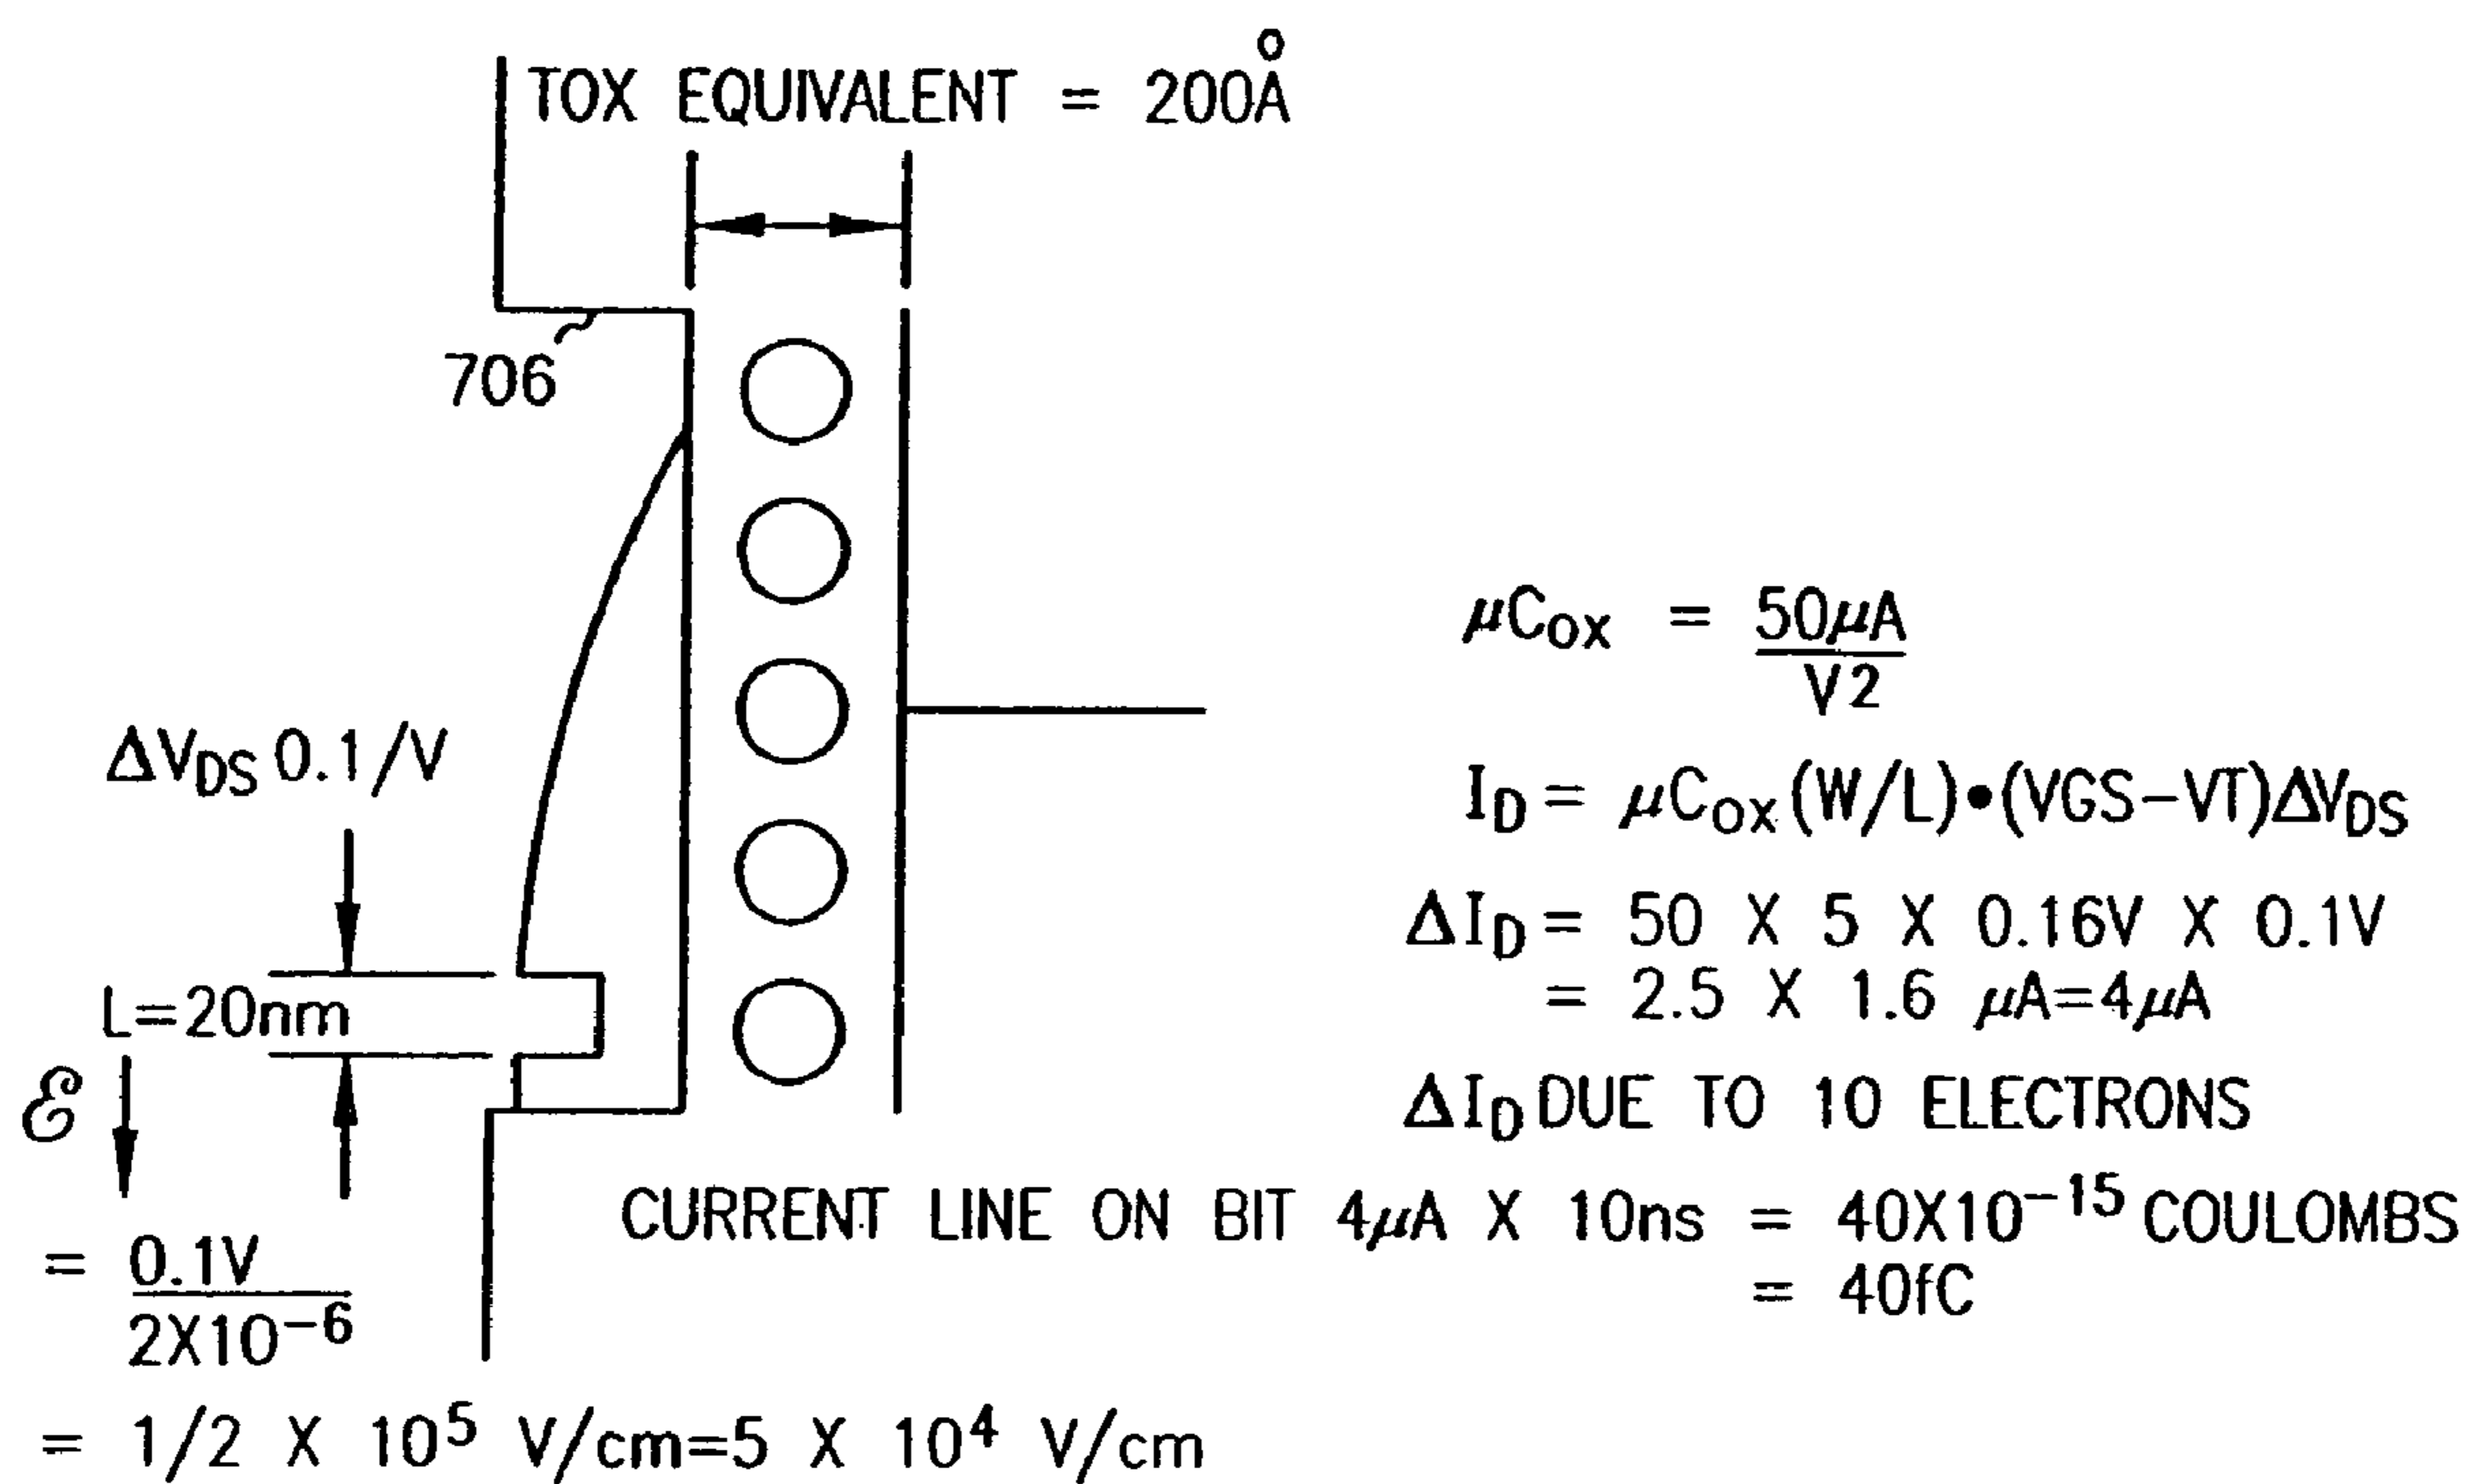 TOX EQUIVALENT = 200Å
706
ΔVDS 0.1/V
L=20nm
ℰ
= 0.1V
2X10⁻⁶
= 1/2 X 10⁵ V/cm=5 X 10⁴ V/cm
μCOX = 50μA
V2
ID = μCOX(W/L)•(VGS-VT)ΔVDS
ΔID = 50 X 5 X 0.16V X 0.1V
= 2.5 X 1.6 μA=4μA
ΔID DUE TO 10 ELECTRONS
CURRENT LINE ON BIT 4μA X 10ns = 40X10⁻¹⁵ COULOMBS
= 40fC